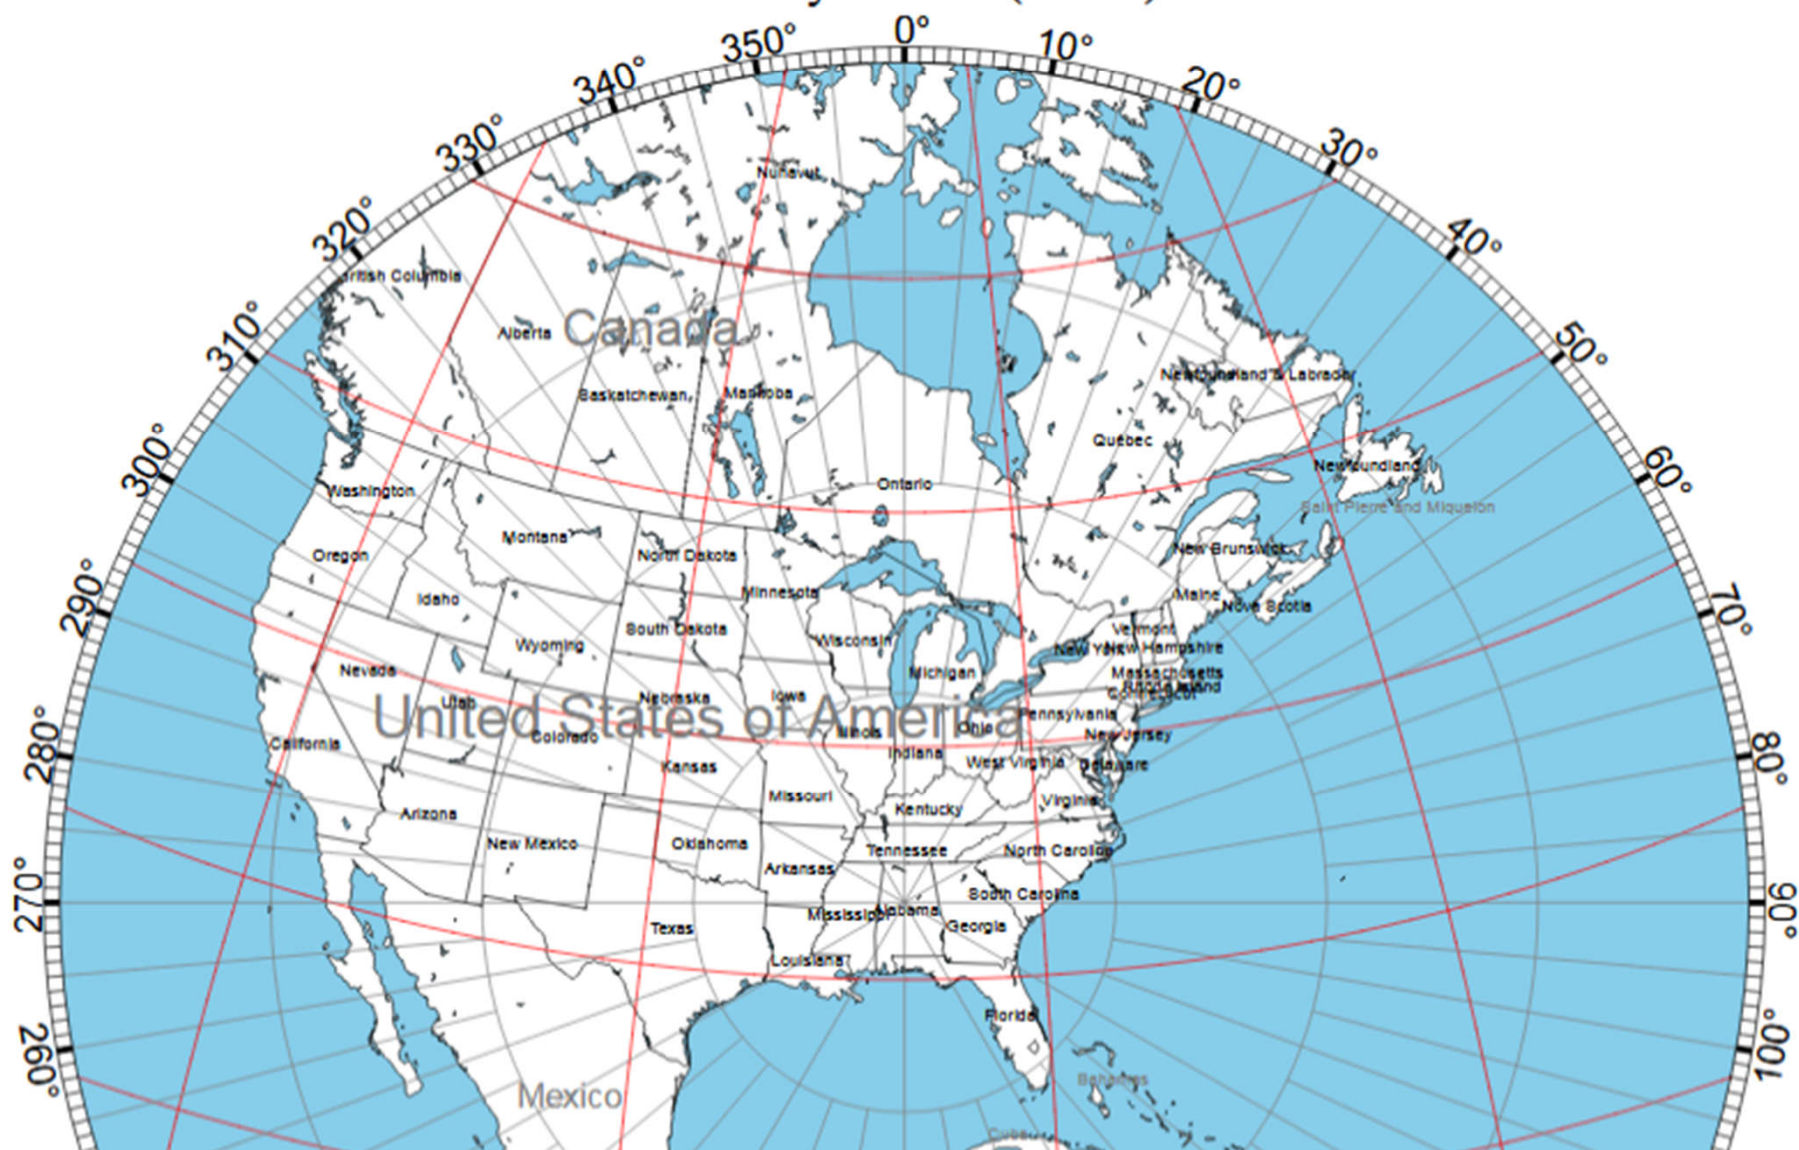 0°
350°
10°
340°
20°
330°
30°
320°
40°
310°
50°
300°
60°
290°
70°
280°
80°
270°
90°
260°
100°
Nunavut
British Columbia
Alberta
Canada
Saskatchewan
Manitoba
Newfoundland & Labrador
Québec
Ontario
Newfoundland
Saint Pierre and Miquelon
Washington
Montana
North Dakota
New Brunswick
Oregon
Idaho
Minnesota
Maine
Nova Scotia
Wyoming
South Dakota
Wisconsin
Vermont
New York
New Hampshire
Nevada
Michigan
Massachusetts
Rhode Island
Connecticut
Utah
Nebraska
Iowa
United States of America
Pennsylvania
Ohio
Illinois
Colorado
New Jersey
California
Indiana
West Virginia
Delaware
Kansas
Missouri
Kentucky
Virginia
Arizona
New Mexico
Oklahoma
Tennessee
North Carolina
Arkansas
South Carolina
Mississippi
Alabama
Texas
Georgia
Louisiana
Florida
Mexico
Bahamas
Cuba